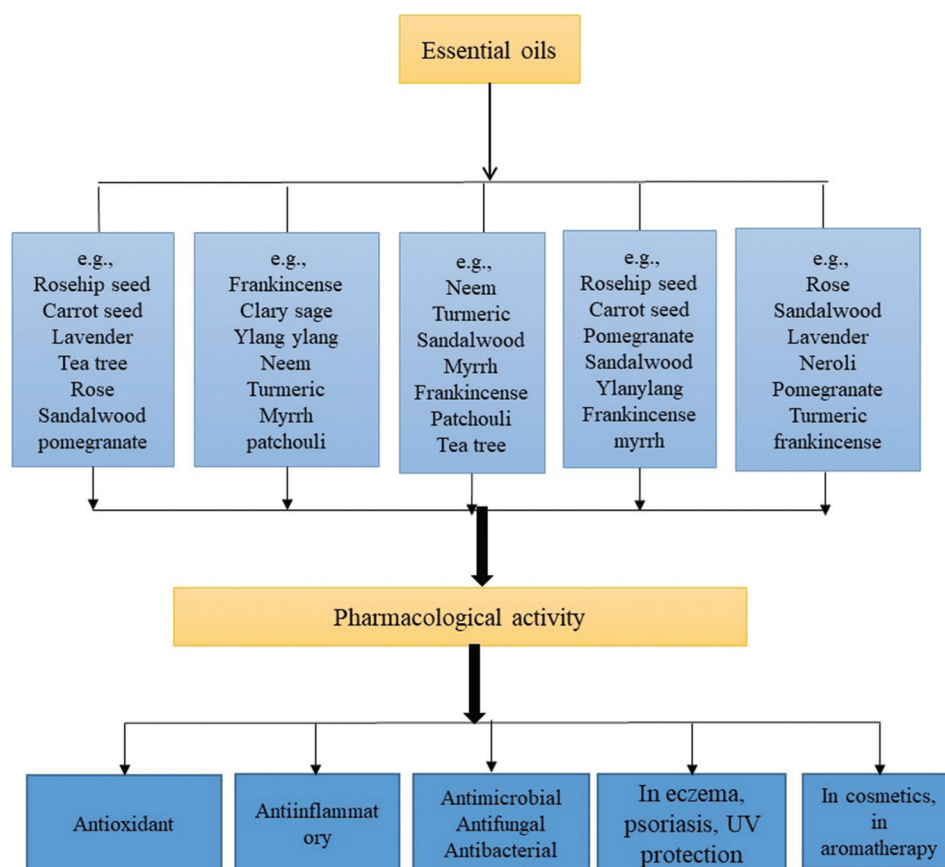 Essential oils
e.g.,
Rosehip seed
Carrot seed
Lavender
Tea tree
Rose
Sandalwood
pomegranate
e.g.,
Frankincense
Clary sage
Ylang ylang
Neem
Turmeric
Myrrh
patchouli
e.g.,
Neem
Turmeric
Sandalwood
Myrrh
Frankincense
Patchouli
Tea tree
e.g.,
Rosehip seed
Carrot seed
Pomegranate
Sandalwood
Ylanylang
Frankincense
myrrh
e.g.,
Rose
Sandalwood
Lavender
Neroli
Pomegranate
Turmeric
frankincense
Pharmacological activity
Antioxidant
Antiinflammat
ory
Antimicrobial
Antifungal
Antibacterial
In eczema,
psoriasis, UV
protection
In cosmetics,
in
aromatherapy